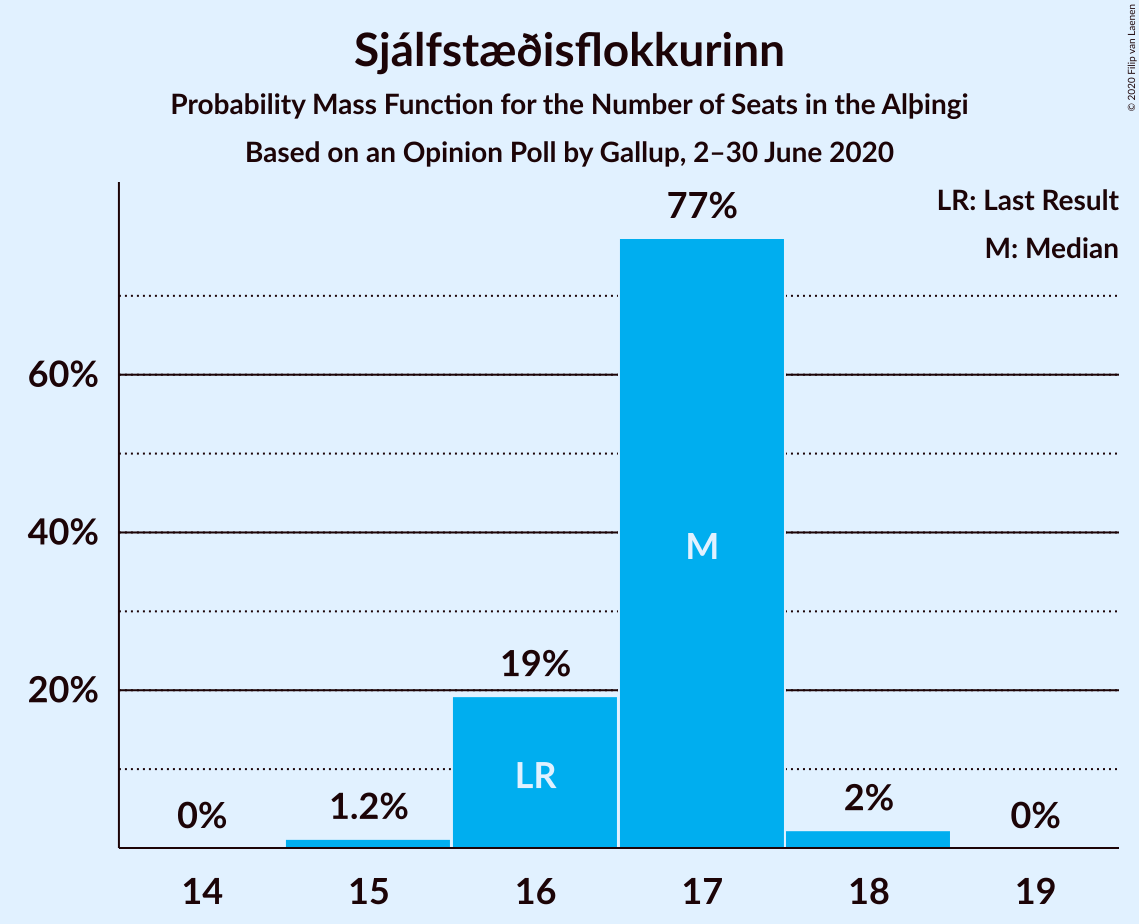 Sjálfstæðisflokkurinn
Probability Mass Function for the Number of Seats in the Alþingi
Based on an Opinion Poll by Gallup, 2–30 June 2020
© 2020 Filip van Laenen
LR: Last Result
M: Median
77%
60%
40%
M
19%
20%
LR
0%
1.2%
2%
0%
14 15 16 17 18 19